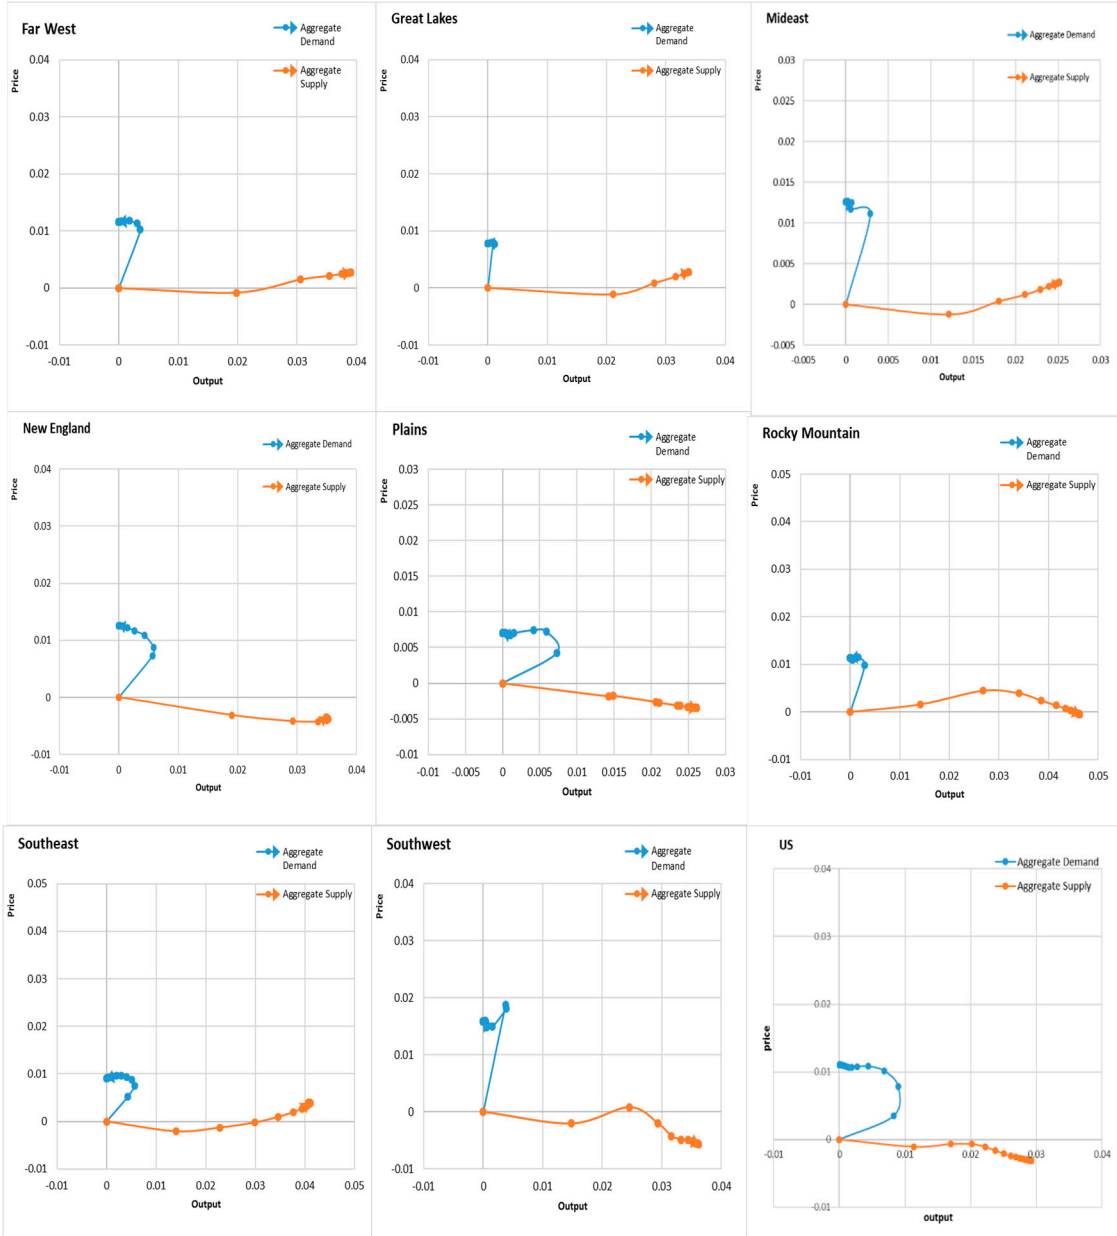 Far West
Aggregate
Demand
Aggregate
Supply
Price
0.04
0.03
0.02
0.01
0
-0.01
-0.01
0
0.01
0.02
0.03
0.04
Output
Great Lakes
Aggregate
Demand
Aggregate Supply
Price
0.04
0.03
0.02
0.01
0
-0.01
-0.01
0
0.01
0.02
0.03
0.04
Output
Mideast
Aggregate Demand
Aggregate Supply
Price
0.03
0.025
0.02
0.015
0.01
0.005
0
-0.005
-0.005
0
0.005
0.01
0.015
0.02
0.025
0.03
Output
New England
Aggregate Demand
Aggregate Supply
Price
0.04
0.03
0.02
0.01
0
-0.01
-0.01
0
0.01
0.02
0.03
0.04
Output
Plains
Aggregate
Demand
Aggregate Supply
Price
0.03
0.025
0.02
0.015
0.01
0.005
0
-0.005
-0.01
-0.01
-0.005
0
0.005
0.01
0.015
0.02
0.025
0.03
Output
Rocky Mountain
Aggregate
Demand
Aggregate Supply
Price
0.05
0.04
0.03
0.02
0.01
0
-0.01
-0.01
0
0.01
0.02
0.03
0.04
0.05
Output
Southeast
Aggregate
Demand
Aggregate Supply
Price
0.05
0.04
0.03
0.02
0.01
0
-0.01
-0.01
0
0.01
0.02
0.03
0.04
0.05
Output
Southwest
Aggregate
Demand
Aggregate Supply
Price
0.04
0.03
0.02
0.01
0
-0.01
-0.01
0
0.01
0.02
0.03
0.04
Output
US
Aggregate Demand
Aggregate Supply
price
0.04
0.03
0.02
0.01
0
-0.01
-0.01
0
0.01
0.02
0.03
0.04
output